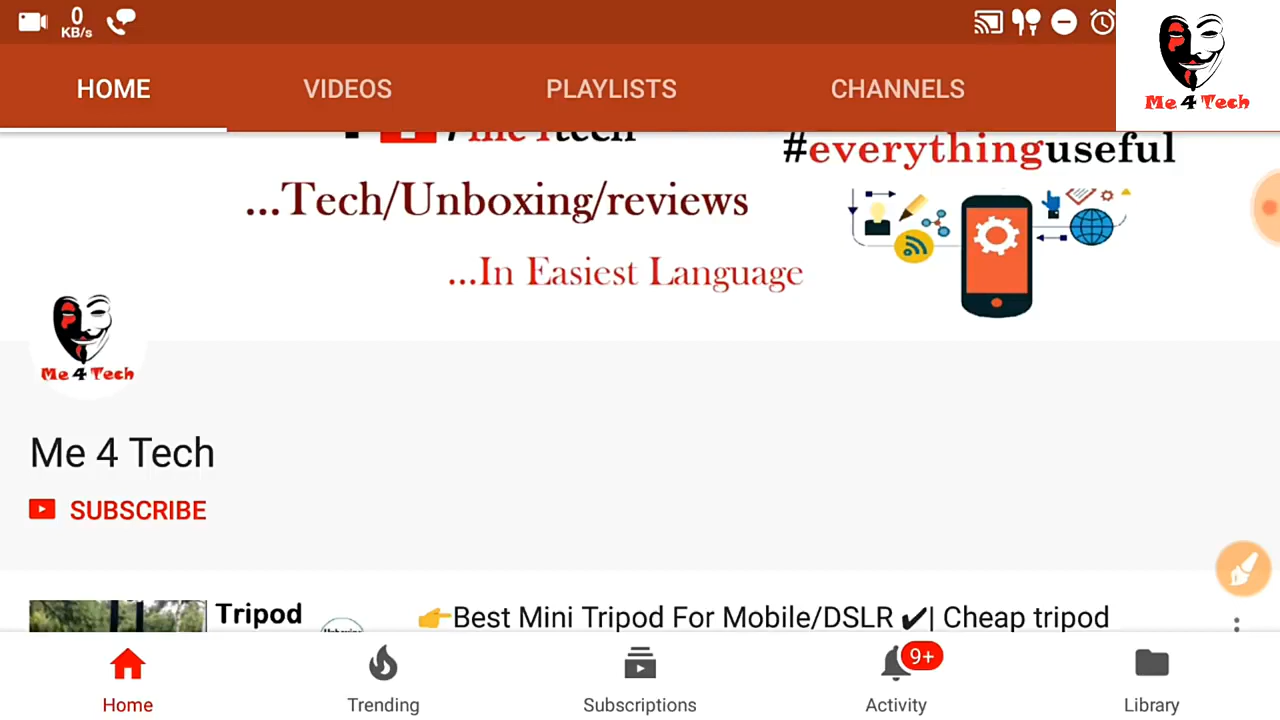 0
KB/s
HOME VIDEOS PLAYLISTS CHANNELS
Me 4 Tech
#everythinguseful
...Tech/Unboxing/reviews
...In Easiest Language
Me 4 Tech
Me 4 Tech
SUBSCRIBE
Tripod
👉Best Mini Tripod For Mobile/DSLR ✔| Cheap tripod
9+
Home Trending Subscriptions Activity Library